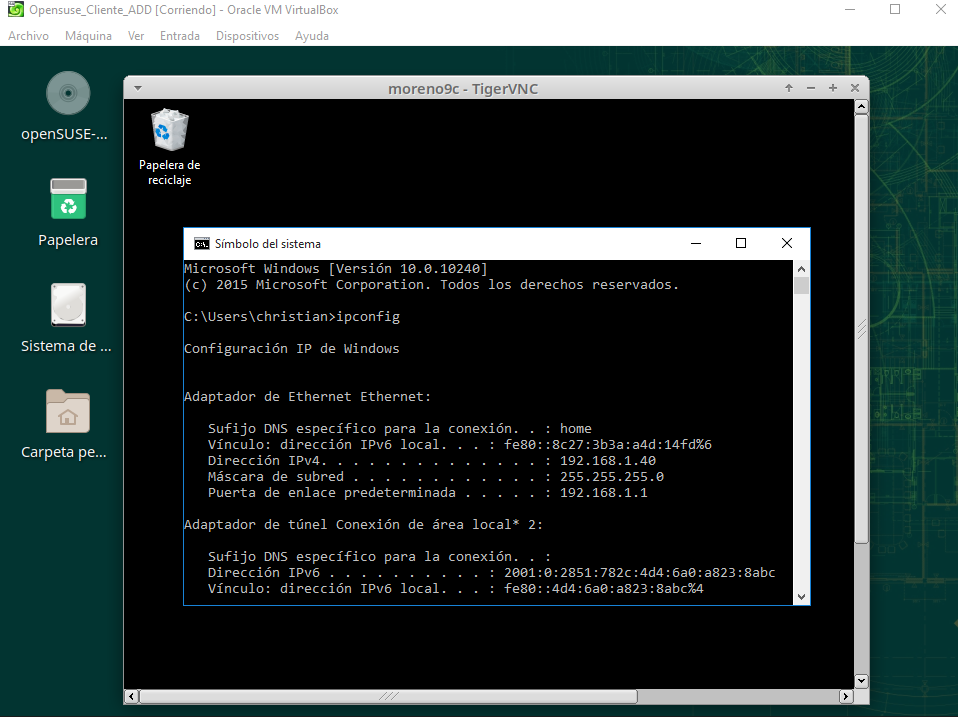 Opensuse_Cliente_ADD [Corriendo] - Oracle VM VirtualBox
Archivo Máquina Ver Entrada Dispositivos Ayuda
openSUSE-...
Papelera
Sistema de ...
Carpeta pe...
moreno9c - TigerVNC
Papelera de
reciclaje
Símbolo del sistema
Microsoft Windows [Versión 10.0.10240]
(c) 2015 Microsoft Corporation. Todos los derechos reservados.
C:\Users\christian>ipconfig
Configuración IP de Windows
Adaptador de Ethernet Ethernet:
Sufijo DNS específico para la conexión. . : home
Vínculo: dirección IPv6 local. . . : fe80::8c27:3b3a:a4d:14fd%6
Dirección IPv4. . . . . . . . . . . . . . : 192.168.1.40
Máscara de subred . . . . . . . . . . . . : 255.255.255.0
Puerta de enlace predeterminada . . . . . : 192.168.1.1
Adaptador de túnel Conexión de área local* 2:
Sufijo DNS específico para la conexión. . :
Dirección IPv6 . . . . . . . . . . : 2001:0:2851:782c:4d4:6a0:a823:8abc
Vínculo: dirección IPv6 local. . . : fe80::4d4:6a0:a823:8abc%4